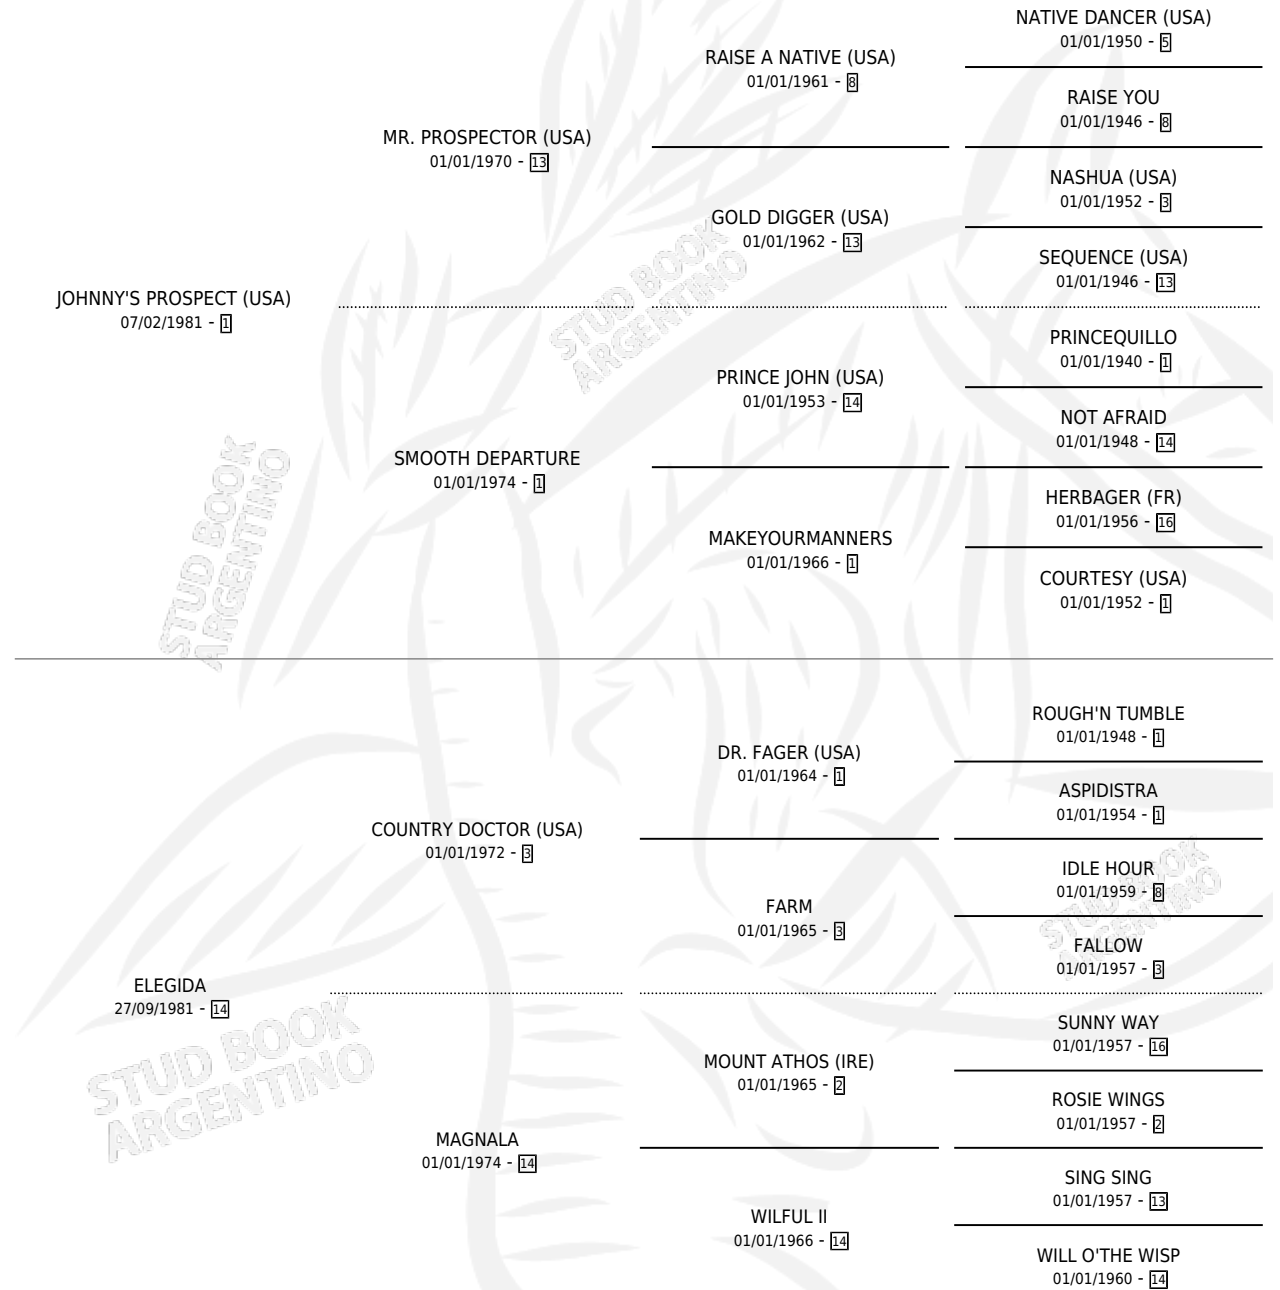 NATIVE DANCER (USA)
01/01/1950 - 5
RAISE A NATIVE (USA)
01/01/1961 - 8
RAISE YOU
01/01/1946 - 8
MR. PROSPECTOR (USA)
01/01/1970 - 13
NASHUA (USA)
01/01/1952 - 3
GOLD DIGGER (USA)
01/01/1962 - 13
SEQUENCE (USA)
01/01/1946 - 13
JOHNNY'S PROSPECT (USA)
07/02/1981 - 1
STUD BOOK
ARGENTINO
PRINCEQUILLO
01/01/1940 - 1
PRINCE JOHN (USA)
01/01/1953 - 14
NOT AFRAID
01/01/1948 - 14
SMOOTH DEPARTURE
01/01/1974 - 1
HERBAGER (FR)
01/01/1956 - 16
MAKEYOURMANNERS
01/01/1966 - 1
COURTESY (USA)
01/01/1952 - 1
STUD BOOK
ARGENTINO
ROUGH'N TUMBLE
01/01/1948 - 1
DR. FAGER (USA)
01/01/1964 - 1
ASPIDISTRA
01/01/1954 - 1
COUNTRY DOCTOR (USA)
01/01/1972 - 3
IDLE HOUR
01/01/1959 - 8
FARM
01/01/1965 - 3
STUD BOOK
ARGENTINO
FALLOW
01/01/1957 - 3
ELEGIDA
27/09/1981 - 14
SUNNY WAY
01/01/1957 - 16
MOUNT ATHOS (IRE)
01/01/1965 - 2
STUD BOOK
ARGENTINO
ROSIE WINGS
01/01/1957 - 2
MAGNALA
01/01/1974 - 14
SING SING
01/01/1957 - 13
WILFUL II
01/01/1966 - 14
WILL O'THE WISP
01/01/1960 - 14